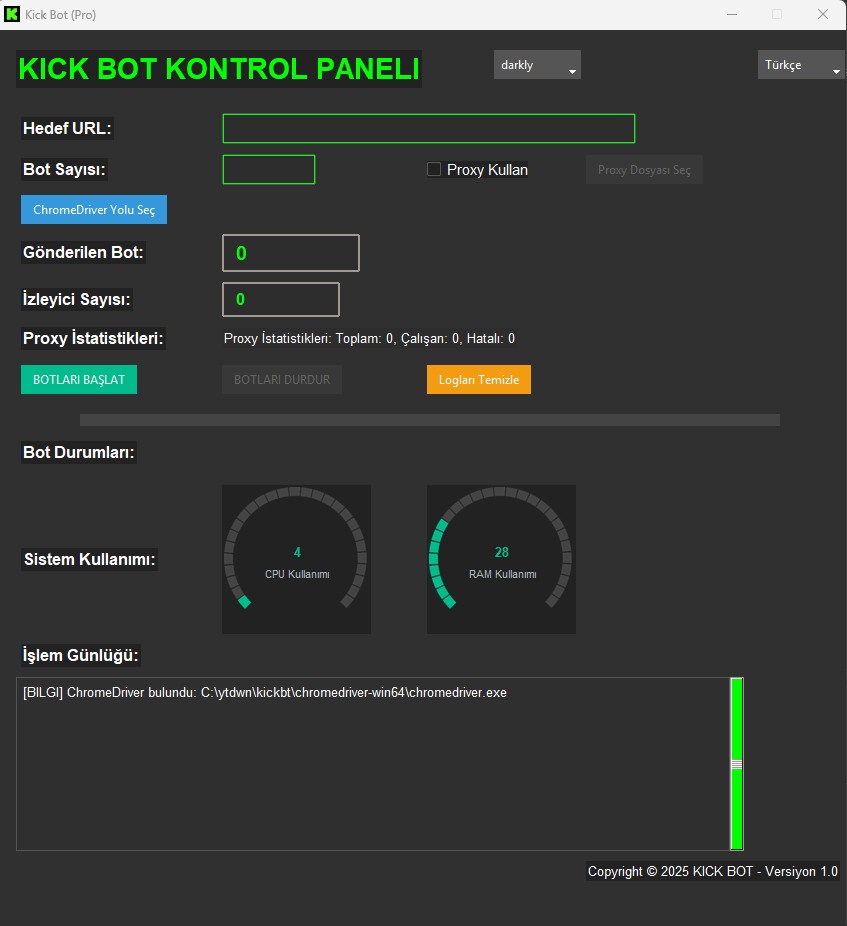 Kick Bot (Pro)
KICK BOT KONTROL PANELI
darkly
Türkçe
Hedef URL:
Bot Sayısı:
Proxy Kullan
Proxy Dosyası Seç
ChromeDriver Yolu Seç
Gönderilen Bot:
0
İzleyici Sayısı:
0
Proxy İstatistikleri:
Proxy İstatistikleri: Toplam: 0, Çalışan: 0, Hatalı: 0
BOTLARI BAŞLAT
BOTLARI DURDUR
Logları Temizle
Bot Durumları:
Sistem Kullanımı:
4
CPU Kullanımı
28
RAM Kullanımı
İşlem Günlüğü:
[BILGI] ChromeDriver bulundu: C:\ytdwn\kickbt\chromedriver-win64\chromedriver.exe
Copyright © 2025 KICK BOT - Versiyon 1.0